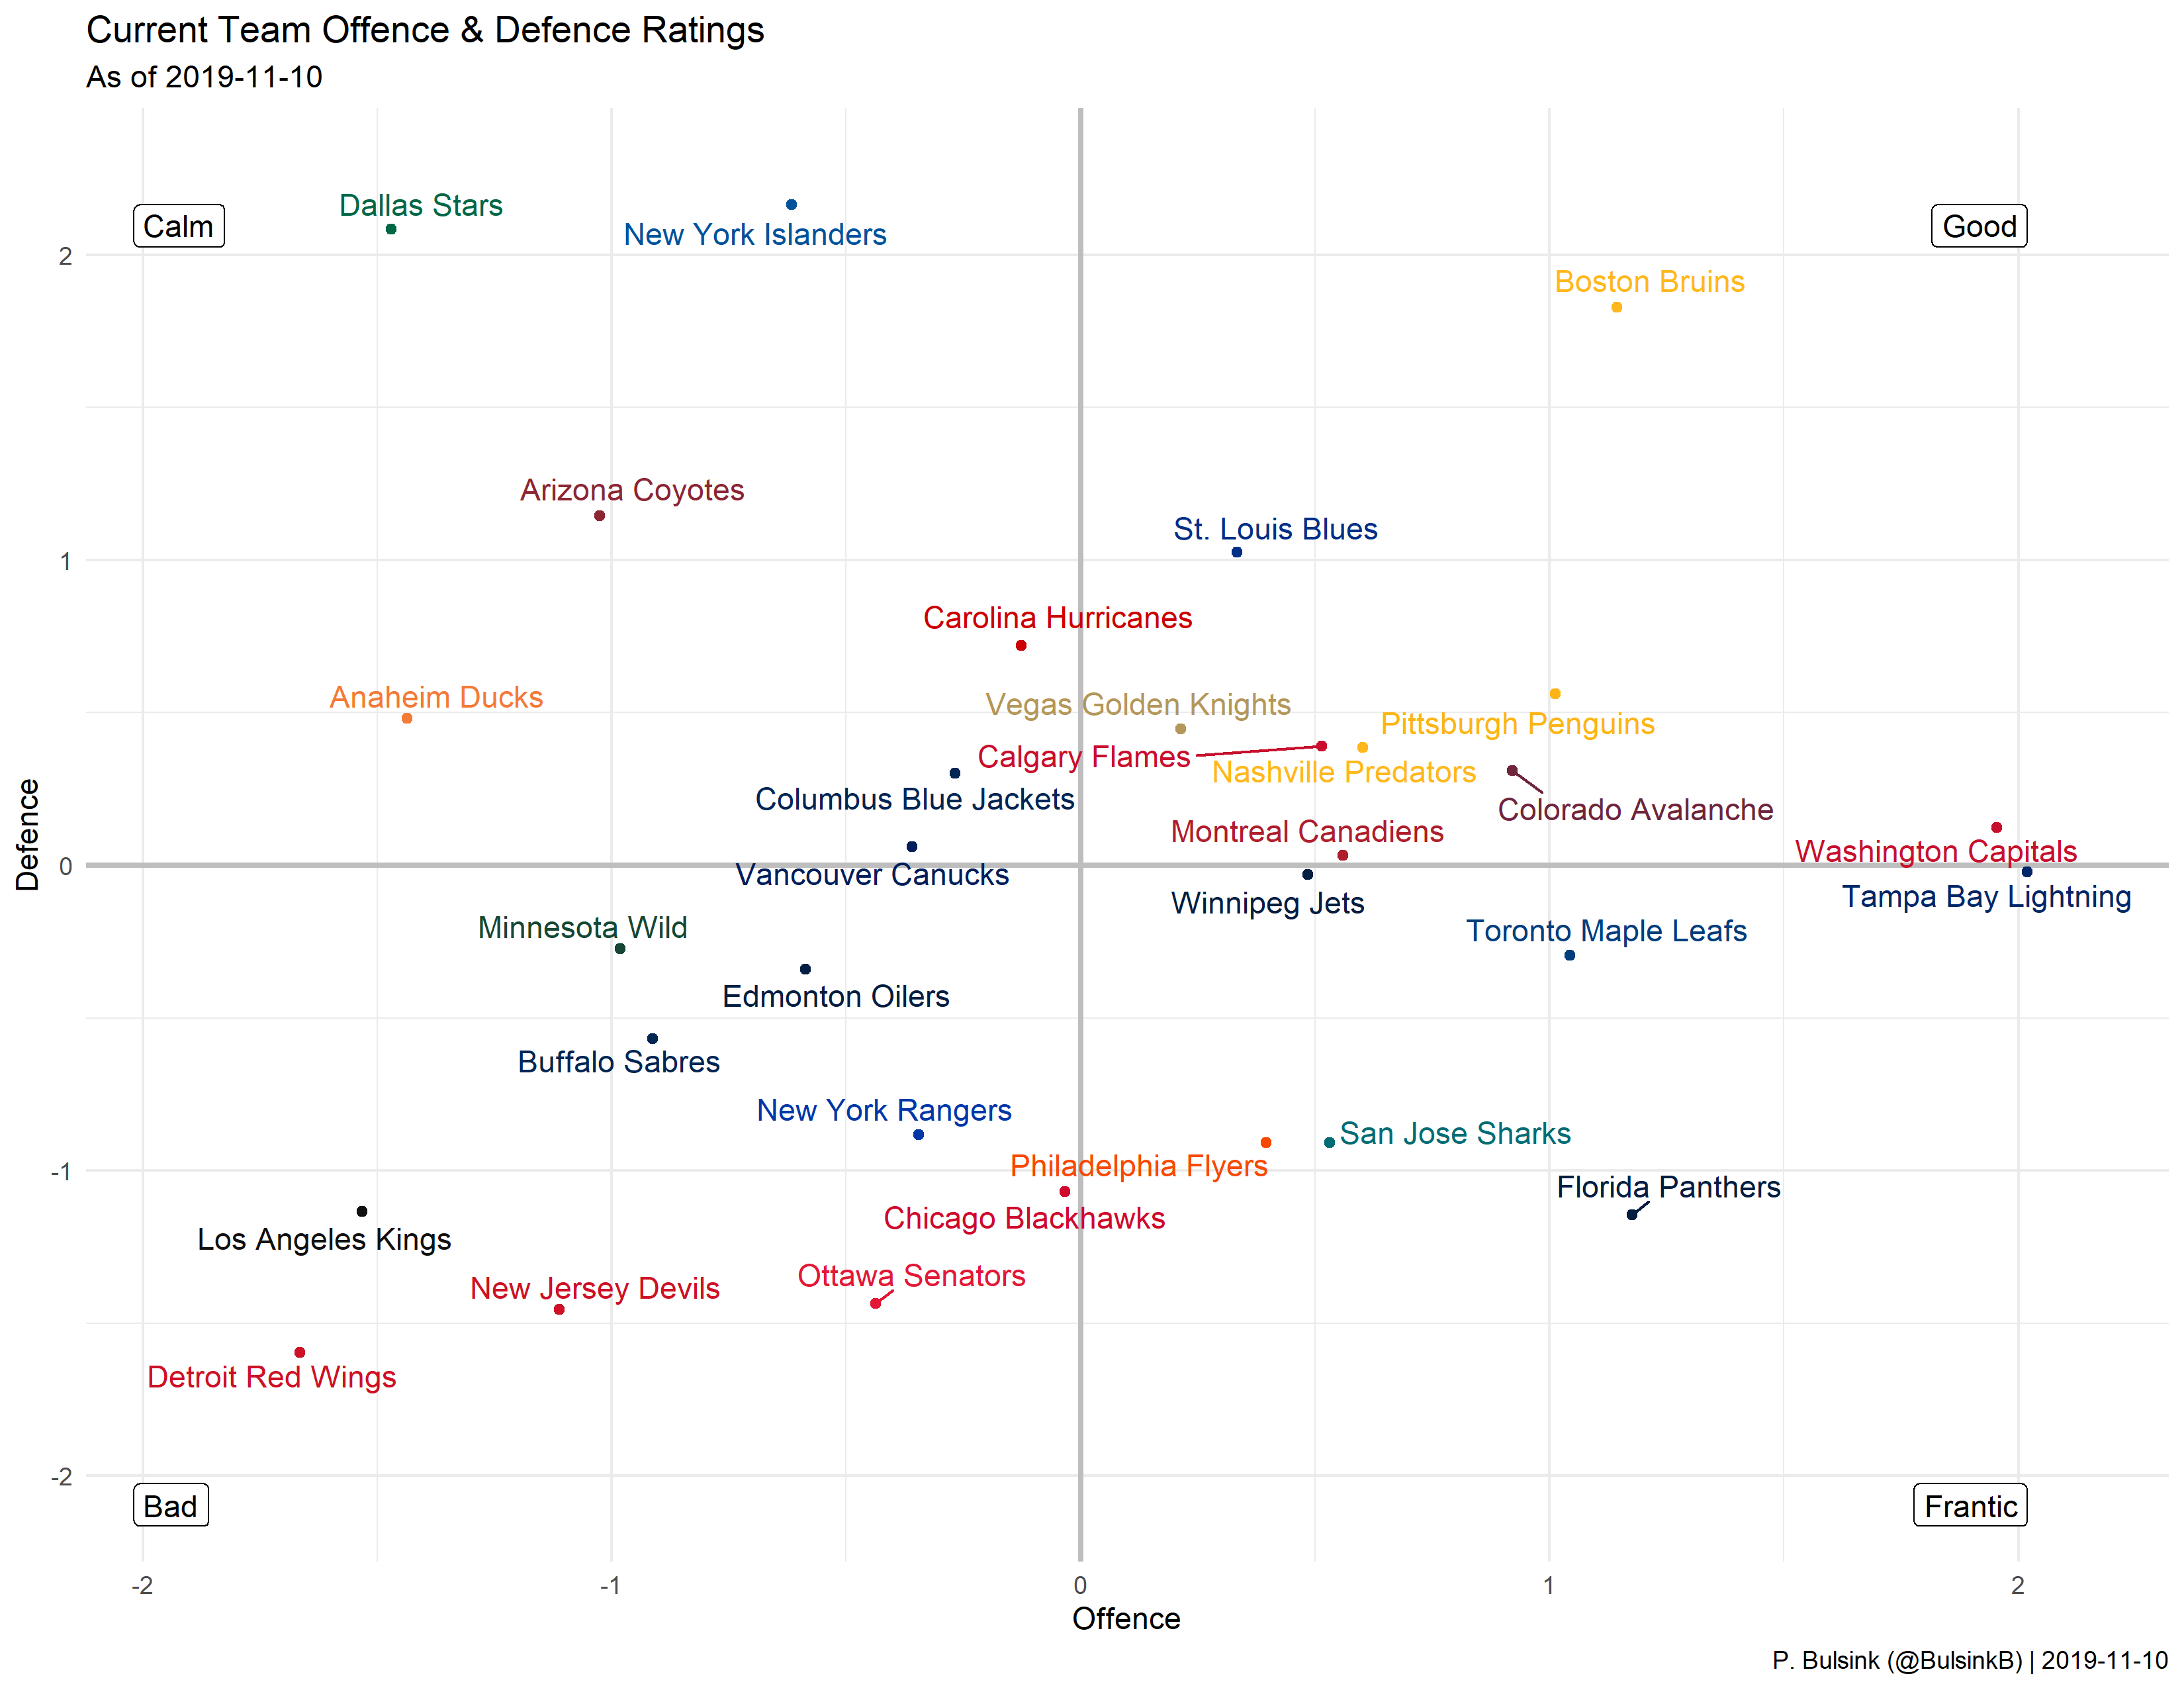 Current Team Offence & Defence Ratings
As of 2019-11-10
Calm
Dallas Stars
New York Islanders
Good
Boston Bruins
2
Arizona Coyotes
St. Louis Blues
1
Carolina Hurricanes
Anaheim Ducks
Vegas Golden Knights
Pittsburgh Penguins
Calgary Flames
Nashville Predators
Columbus Blue Jackets
Colorado Avalanche
Montreal Canadiens
Washington Capitals
Defence
0
Vancouver Canucks
Tampa Bay Lightning
Winnipeg Jets
Minnesota Wild
Toronto Maple Leafs
Edmonton Oilers
Buffalo Sabres
New York Rangers
San Jose Sharks
Philadelphia Flyers
-1
Florida Panthers
Chicago Blackhawks
Los Angeles Kings
Ottawa Senators
New Jersey Devils
Detroit Red Wings
-2
Bad
Frantic
-2 -1 0 1 2
Offence
P. Bulsink (@BulsinkB) | 2019-11-10